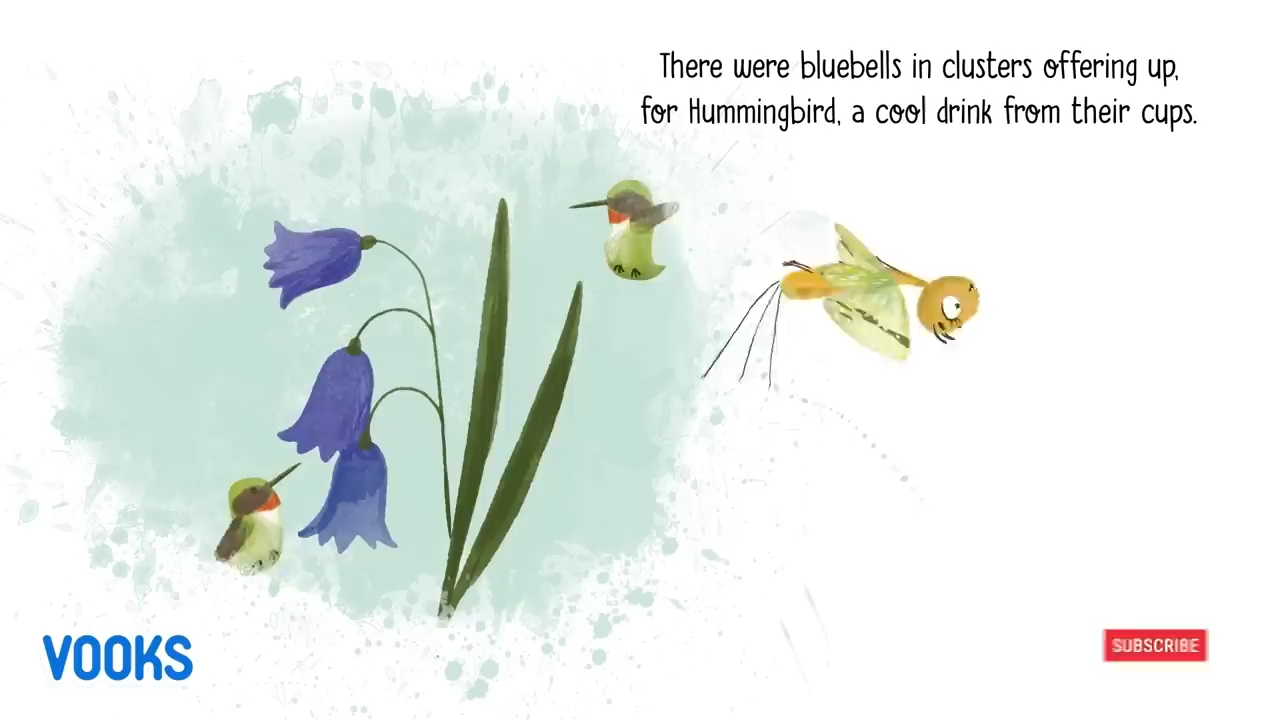 There were bluebells in clusters offering up,
for Hummingbird, a cool drink from their cups.
VOOKS
SUBSCRIBE